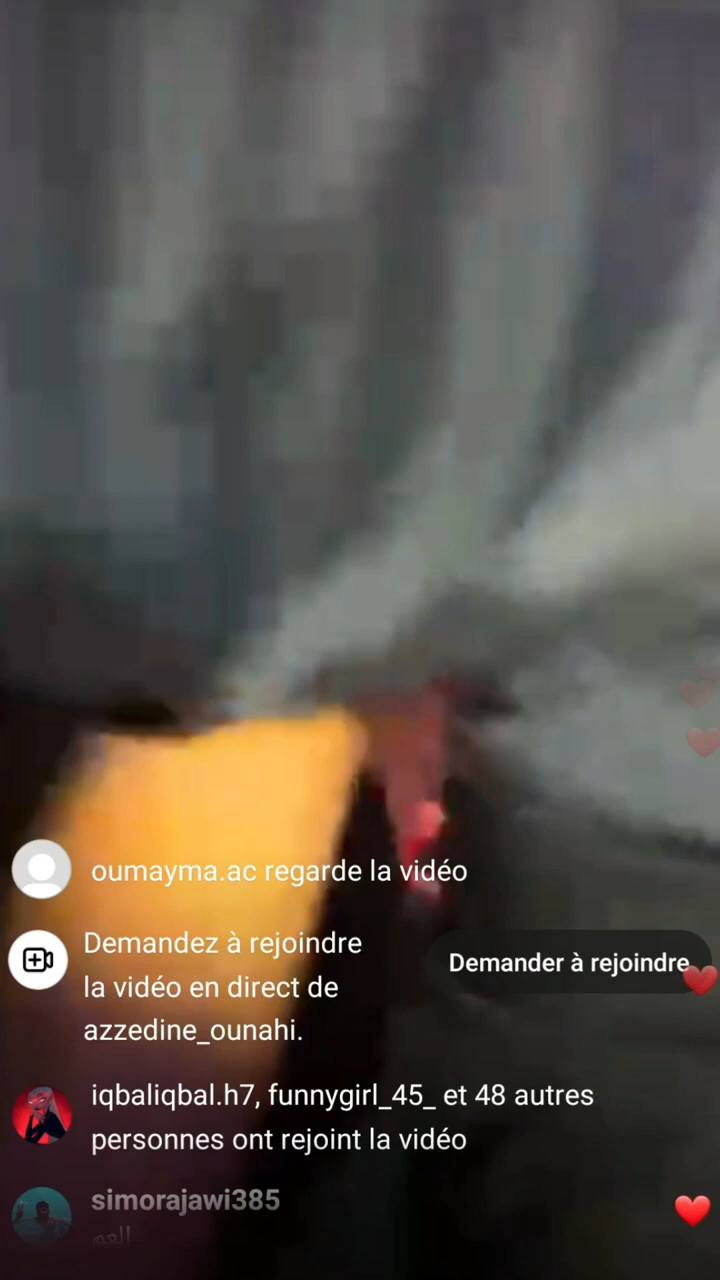 oumayma.ac regarde la vidéo
Demandez à rejoindre
la vidéo en direct de
azzedine_ounahi.
Demander à rejoindre
iqbaliqbal.h7, funnygirl_45_ et 48 autres
personnes ont rejoint la vidéo
simorajawi385
العم